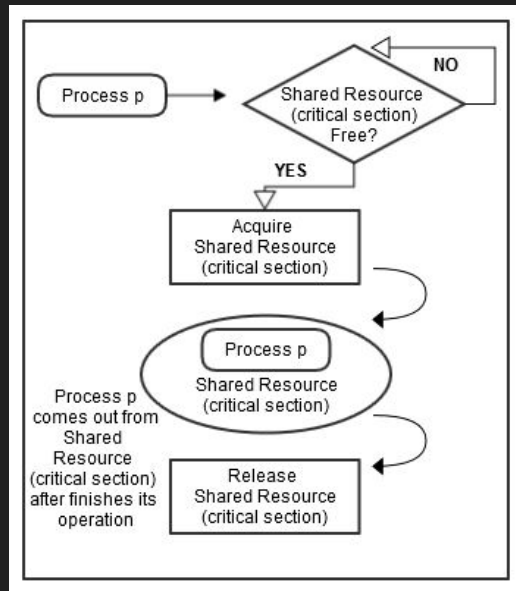 Process p
NO
Shared Resource
(critical section)
Free?
YES
Acquire
Shared Resource
(critical section)
Process p
Shared Resource
(critical section)
Process p
comes out from
Shared
Resource
(critical section)
after finishes its
operation
Release
Shared Resource
(critical section)